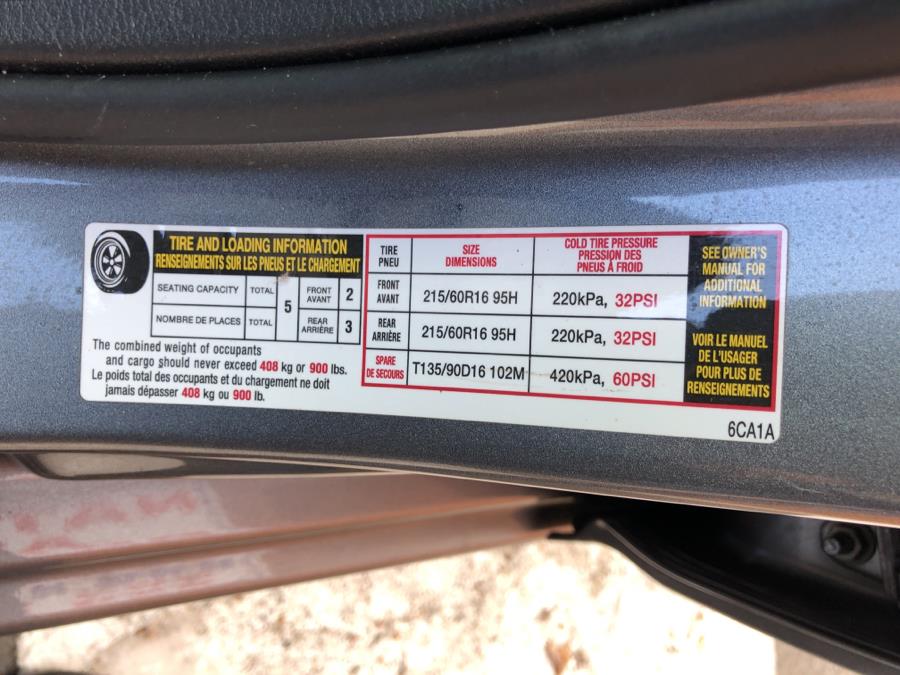 TIRE AND LOADING INFORMATION
RENSEIGNEMENTS SUR LES PNEUS ET LE CHARGEMENT
SEATING CAPACITY TOTAL 5 FRONT AVANT 2
NOMBRE DE PLACES TOTAL REAR ARRIÈRE 3
The combined weight of occupants
and cargo should never exceed 408 kg or 900 lbs.
Le poids total des occupants et du chargement ne doit
jamais dépasser 408 kg ou 900 lb.
TIRE PNEU SIZE DIMENSIONS COLD TIRE PRESSURE PRESSION DES PNEUS À FROID
FRONT AVANT 215/60R16 95H 220kPa, 32PSI
REAR ARRIÈRE 215/60R16 95H 220kPa, 32PSI
SPARE DE SECOURS T135/90D16 102M 420kPa, 60PSI
SEE OWNER'S
MANUAL FOR
ADDITIONAL
INFORMATION
VOIR LE MANUEL
DE L'USAGER
POUR PLUS DE
RENSEIGNEMENTS
6CA1A